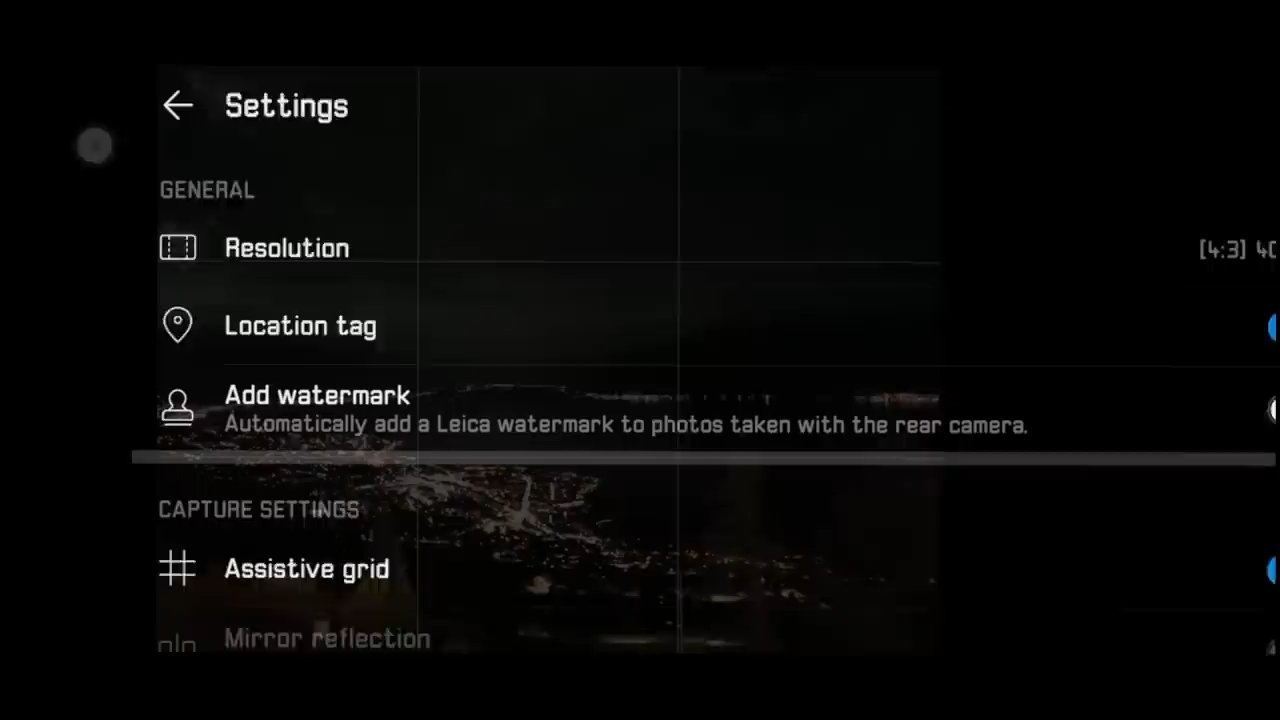 Settings
GENERAL
Resolution
[4:3]
Location tag
Add watermark
Automatically add a Leica watermark to photos taken with the rear camera.
CAPTURE SETTINGS
Assistive grid
Mirror reflection